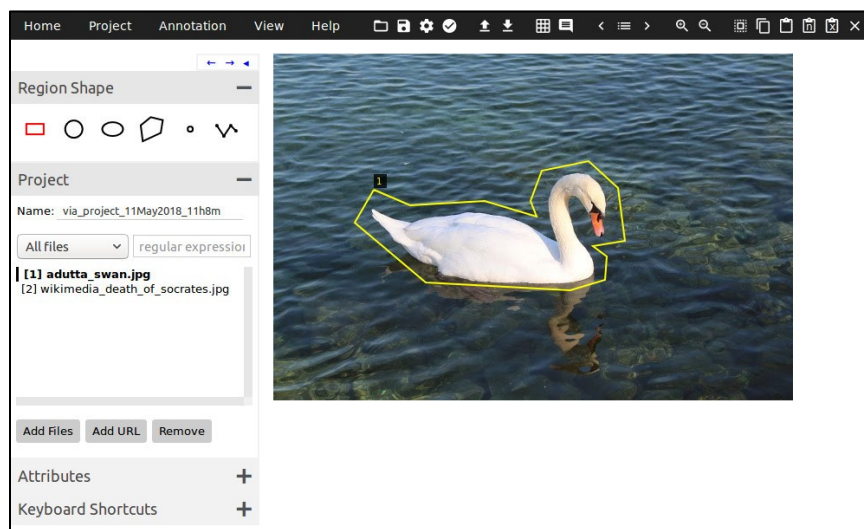 Home Project Annotation View Help
Region Shape
Project
Name: via_project_11May2018_11h8m
All files regular expression
[1] adutta_swan.jpg
[2] wikimedia_death_of_socrates.jpg
Add Files Add URL Remove
Attributes
Keyboard Shortcuts
1